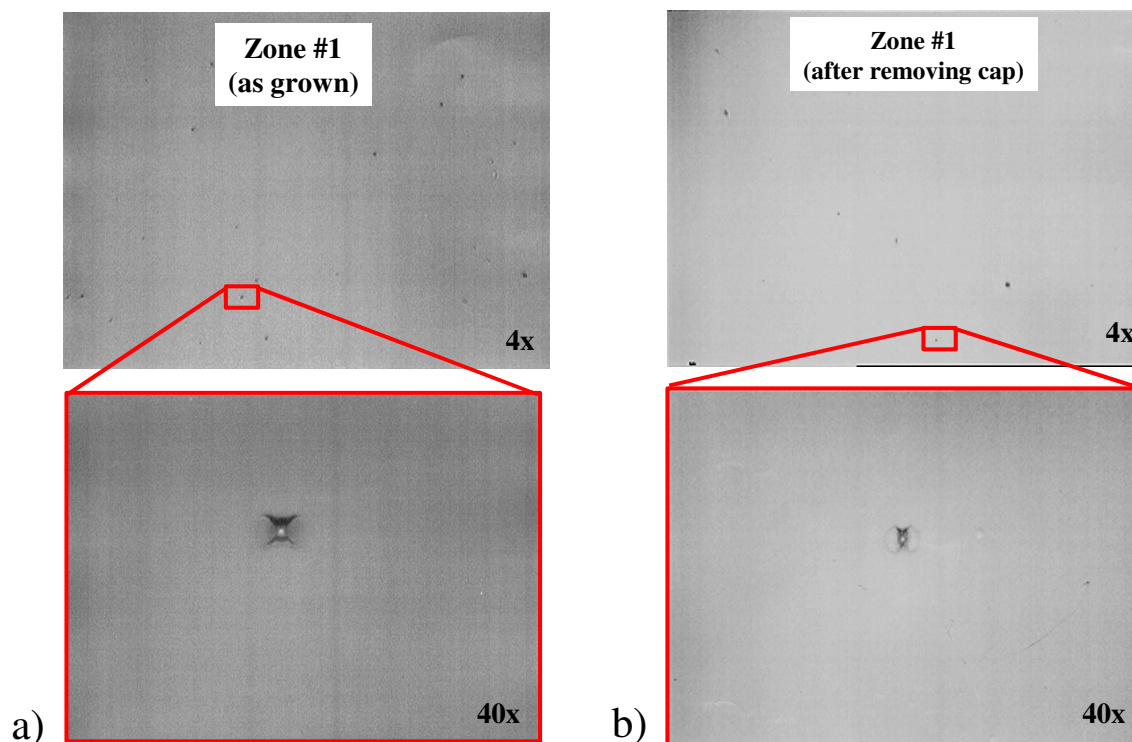 Zone #1
(as grown)
4x
40x
a)
Zone #1
(after removing cap)
4x
40x
b)